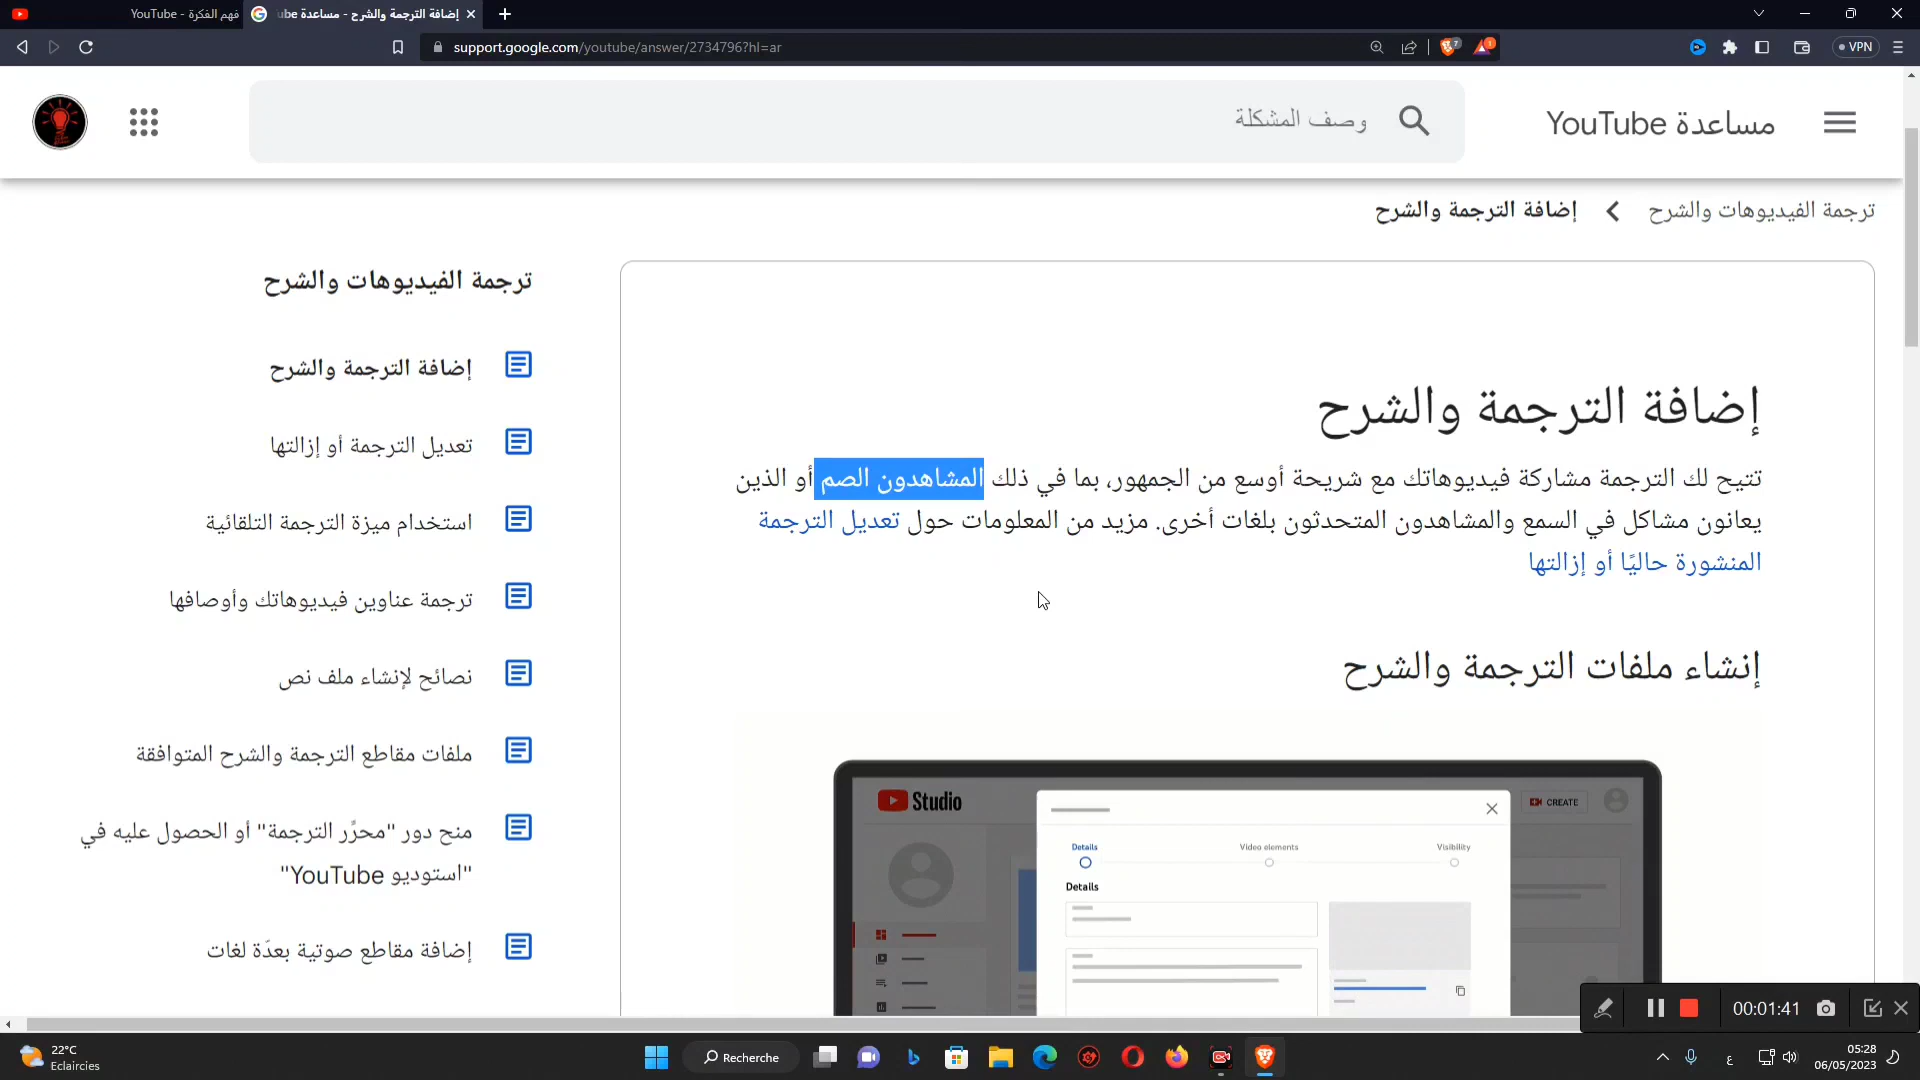 فهم الفكرة - YouTube
إضافة الترجمة والشرح - مساعدة ube
support.google.com/youtube/answer/2734796?hl=ar
7
1
VPN
مساعدة YouTube
وصف المشكلة
ترجمة الفيديوهات والشرح
إضافة الترجمة والشرح
إضافة الترجمة والشرح
تتيح لك الترجمة مشاركة فيديوهاتك مع شريحة أوسع من الجمهور، بما في ذلك المشاهدون الصم أو الذين
يعانون مشاكل في السمع والمشاهدون المتحدثون بلغات أخرى. مزيد من المعلومات حول تعديل الترجمة
المنشورة حاليًا أو إزالتها
إنشاء ملفات الترجمة والشرح
Studio
CREATE
Details
Video elements
Visibility
Details
ترجمة الفيديوهات والشرح
إضافة الترجمة والشرح
تعديل الترجمة أو إزالتها
استخدام ميزة الترجمة التلقائية
ترجمة عناوين فيديوهاتك وأوصافها
نصائح لإنشاء ملف نص
ملفات مقاطع الترجمة والشرح المتوافقة
منح دور "محرِّر الترجمة" أو الحصول عليه في
"استوديو YouTube"
إضافة مقاطع صوتية بعدّة لغات
00:01:41
22°C
Eclaircies
Recherche
ع
05:28
06/05/2023